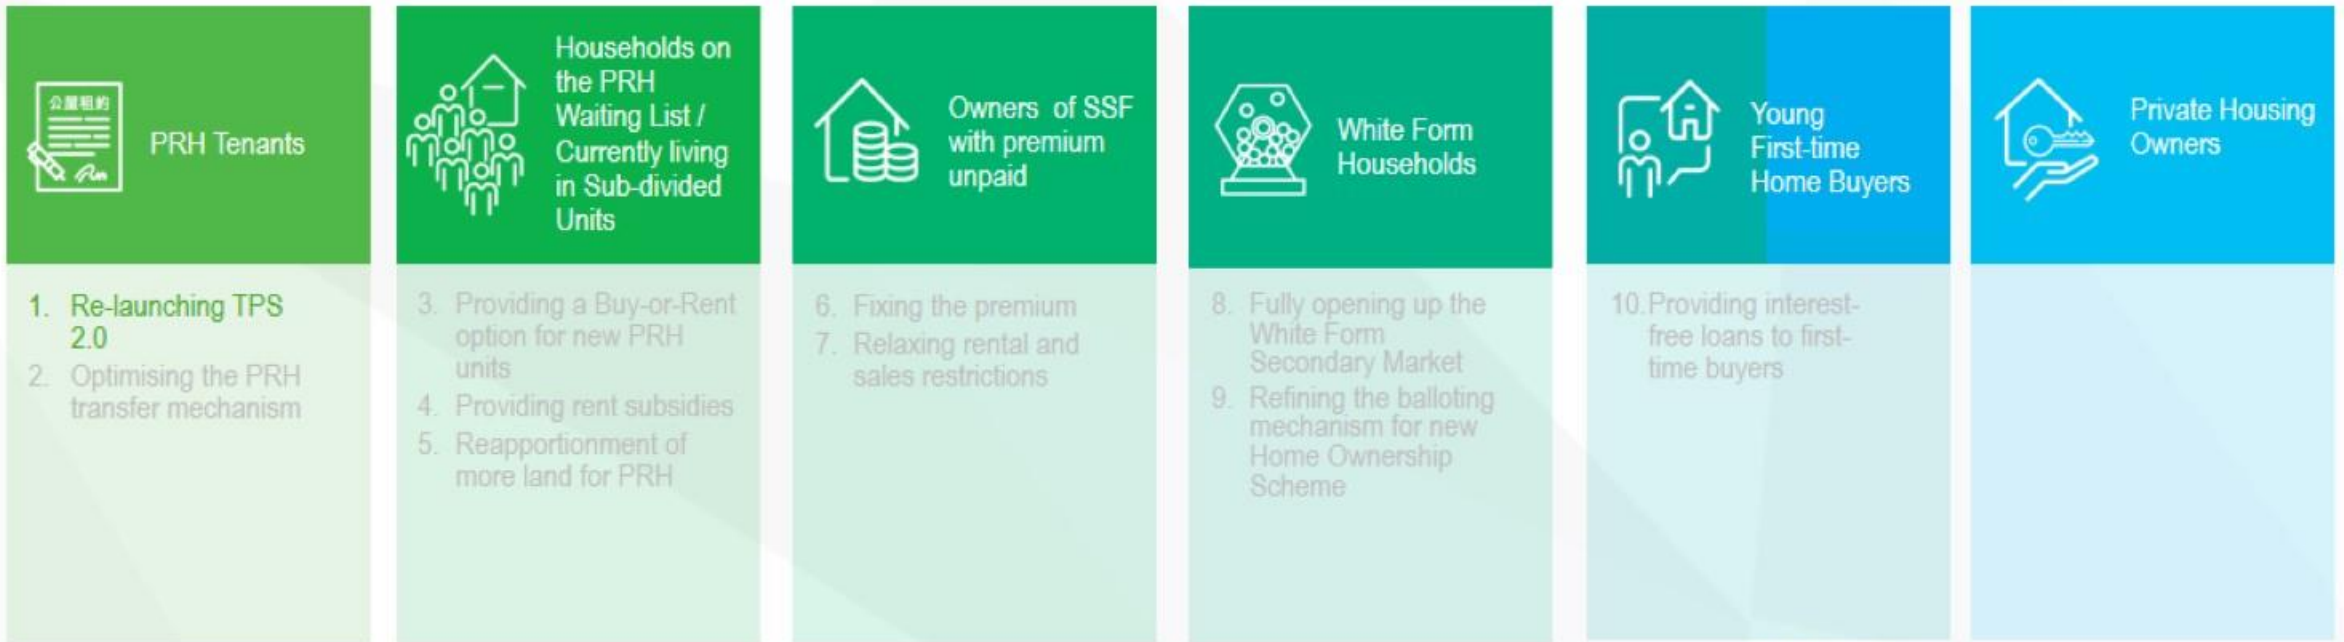 公屋租約
PRH Tenants
1. Re-launching TPS
2.0
2. Optimising the PRH
transfer mechanism
Households on
the PRH
Waiting List /
Currently living
in Sub-divided
Units
3. Providing a Buy-or-Rent
option for new PRH
units
4. Providing rent subsidies
5. Reapportionment of
more land for PRH
Owners of SSF
with premium
unpaid
6. Fixing the premium
7. Relaxing rental and
sales restrictions
White Form
Households
8. Fully opening up the
White Form
Secondary Market
9. Refining the balloting
mechanism for new
Home Ownership
Scheme
Young
First-time
Home Buyers
10. Providing interest-
free loans to first-
time buyers
Private Housing
Owners